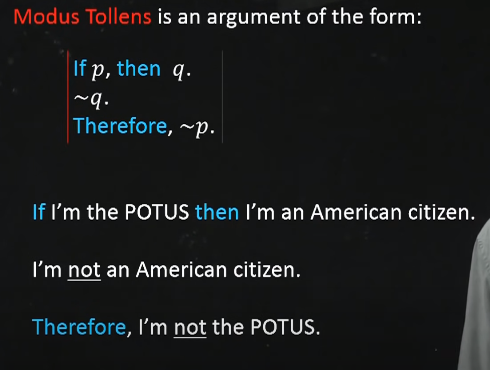 Modus Tollens is an argument of the form:
If p, then q.
~q.
Therefore, ~p.
If I'm the POTUS then I'm an American citizen.
I'm not an American citizen.
Therefore, I'm not the POTUS.